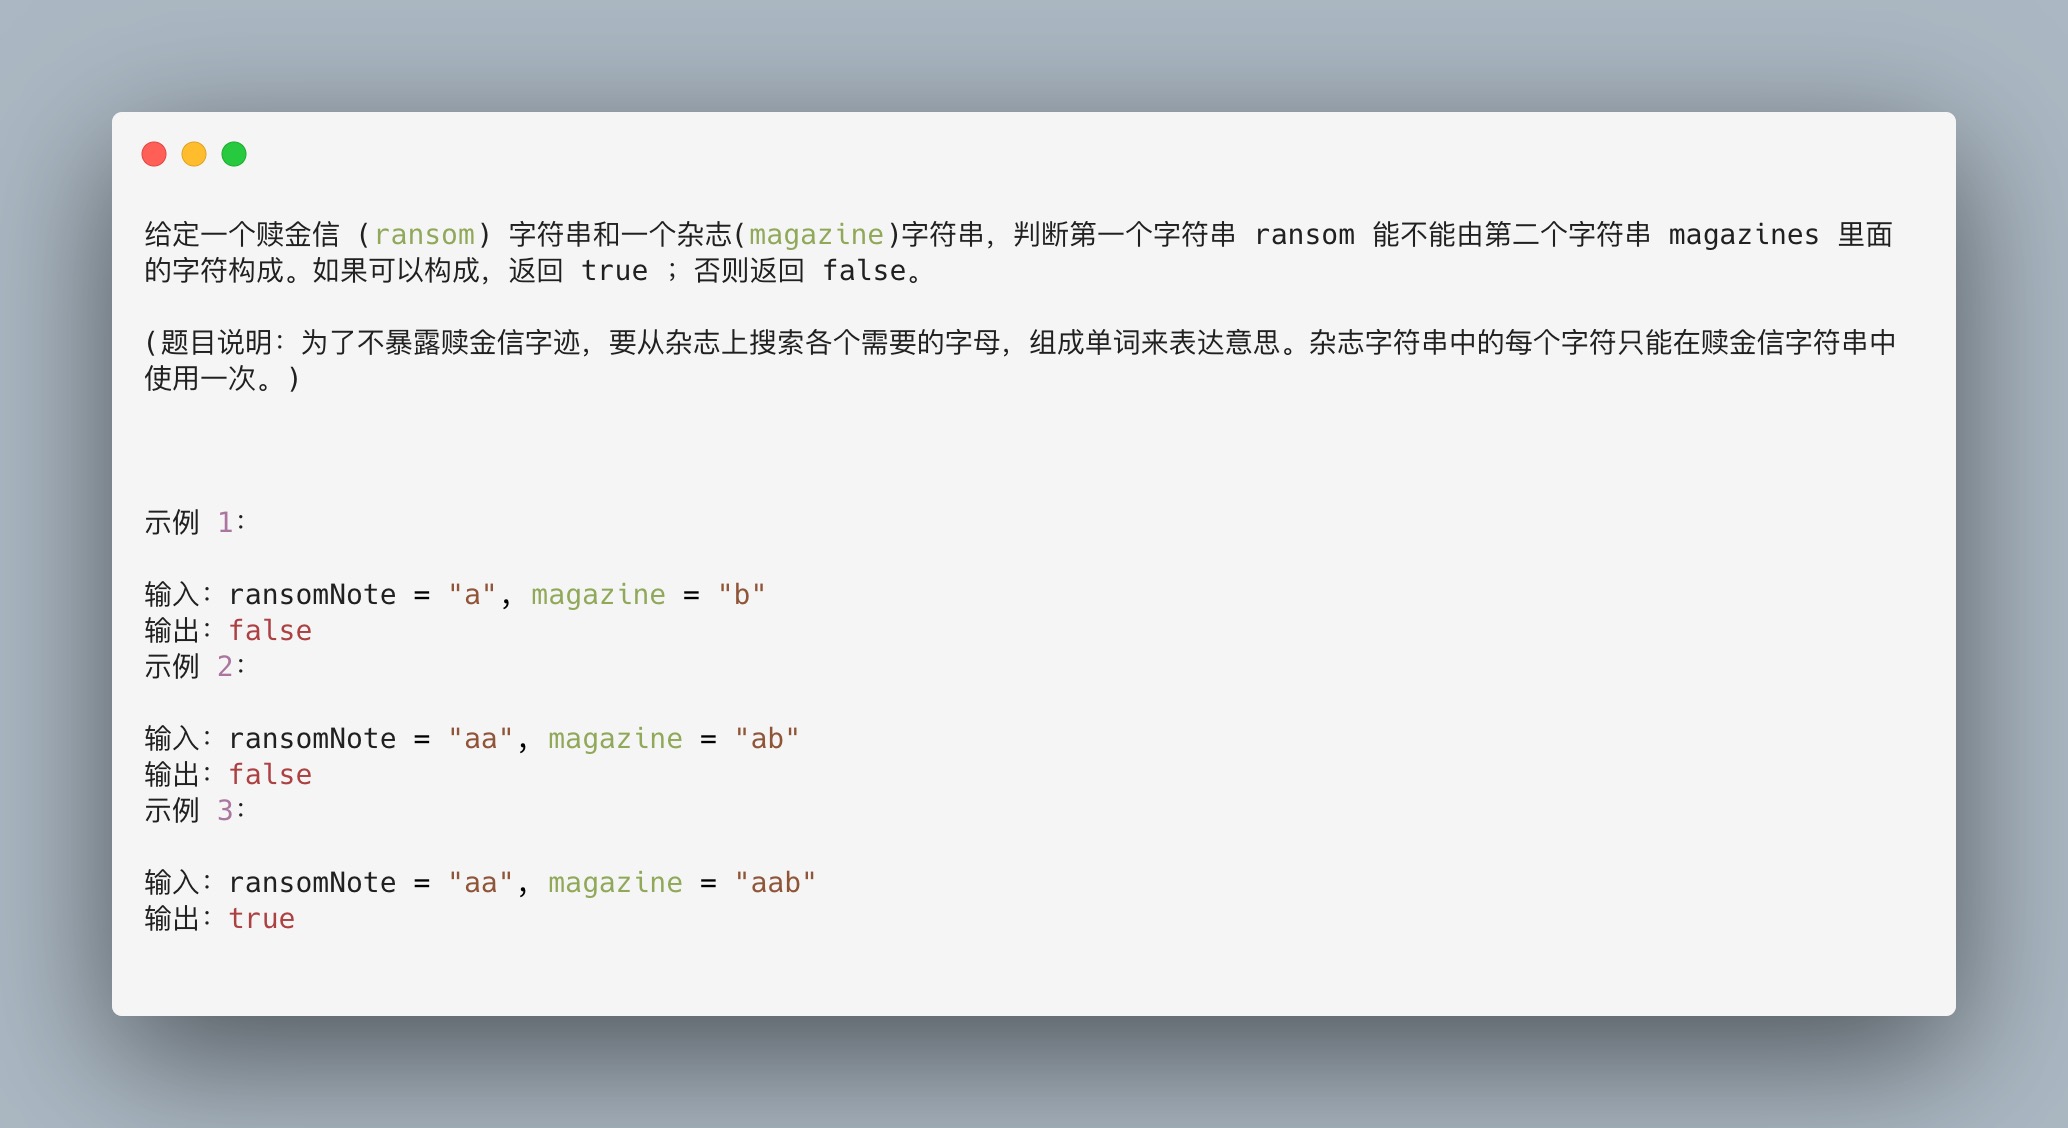 给定一个赎金信 (ransom) 字符串和一个杂志(magazine)字符串，判断第一个字符串 ransom 能不能由第二个字符串 magazines 里面
的字符构成。如果可以构成，返回 true ；否则返回 false。
(题目说明：为了不暴露赎金信字迹，要从杂志上搜索各个需要的字母，组成单词来表达意思。杂志字符串中的每个字符只能在赎金信字符串中
使用一次。)
示例 1：
输入：ransomNote = "a", magazine = "b"
输出：false
示例 2：
输入：ransomNote = "aa", magazine = "ab"
输出：false
示例 3：
输入：ransomNote = "aa", magazine = "aab"
输出：true